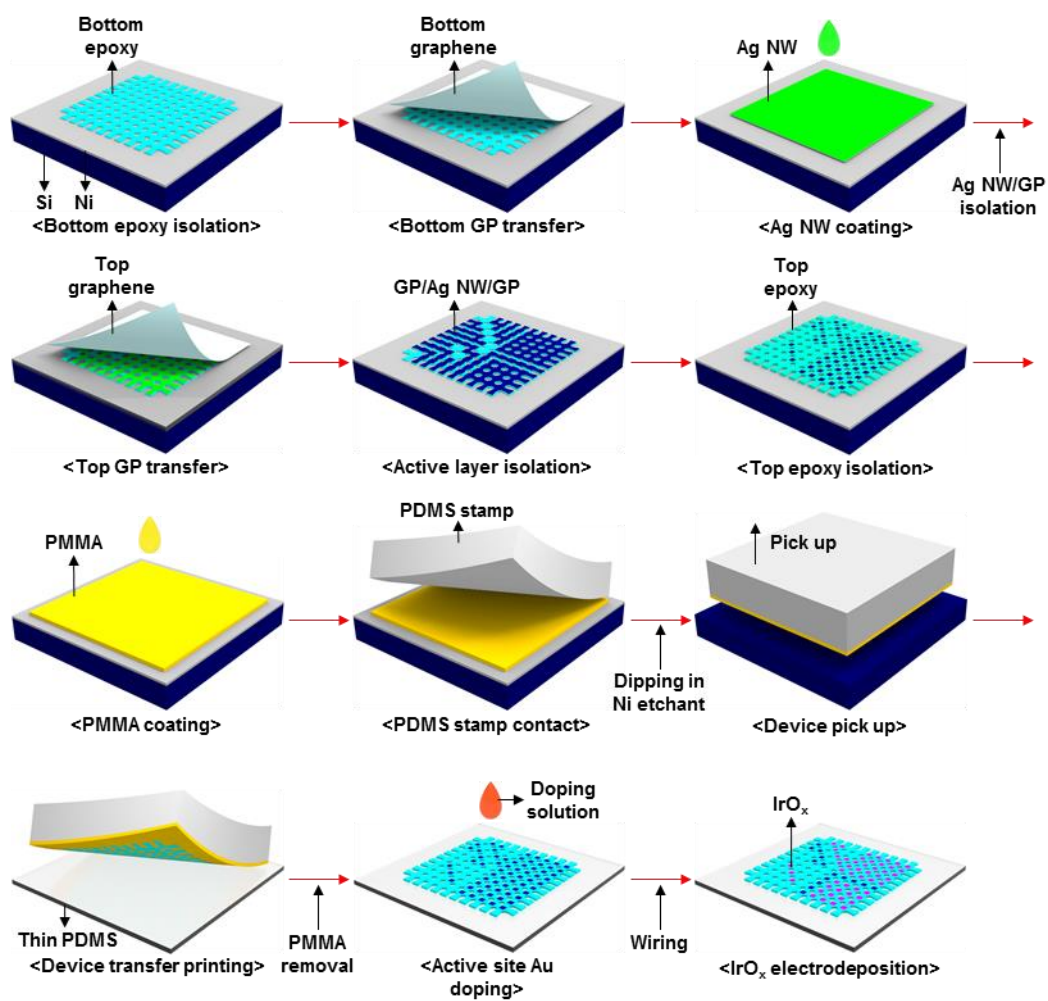 Bottom
epoxy
Si
Ni
<Bottom epoxy isolation>
Bottom
graphene
<Bottom GP transfer>
Ag NW
<Ag NW coating>
Ag NW/GP
isolation
Top
graphene
<Top GP transfer>
GP/Ag NW/GP
<Active layer isolation>
Top
epoxy
<Top epoxy isolation>
PMMA
<PMMA coating>
PDMS stamp
<PDMS stamp contact>
Dipping in
Ni etchant
Pick up
<Device pick up>
Thin PDMS
<Device transfer printing>
PMMA
removal
Doping
solution
<Active site Au
doping>
Wiring
IrOₓ
<IrOₓ electrodeposition>